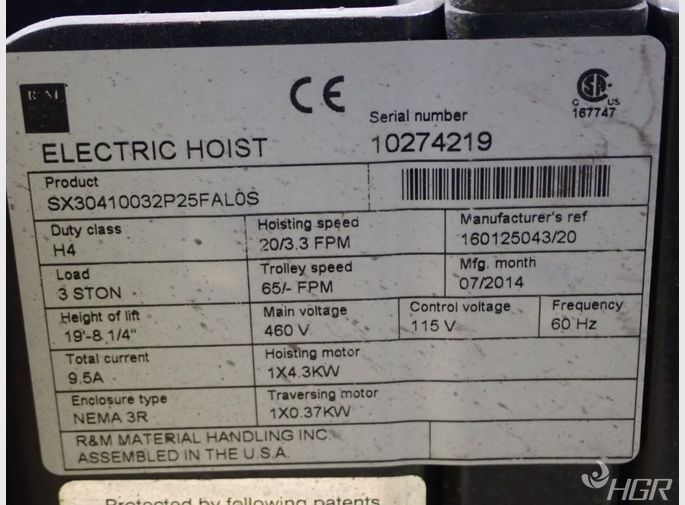 R&M
CE
CSA
C US
167747
Serial number
ELECTRIC HOIST 10274219
Product
SX30410032P25FAL0S
Duty class
H4
Hoisting speed
20/3.3 FPM
Manufacturer's ref
160125043/20
Load
3 STON
Trolley speed
65/- FPM
Mfg. month
07/2014
Height of lift
19'-8 1/4"
Main voltage
460 V
Control voltage
115 V
Frequency
60 Hz
Total current
9.5A
Hoisting motor
1X4.3KW
Enclosure type
NEMA 3R
Traversing motor
1X0.37KW
R&M MATERIAL HANDLING INC.
ASSEMBLED IN THE U.S.A.
Protected by following patents
HGR